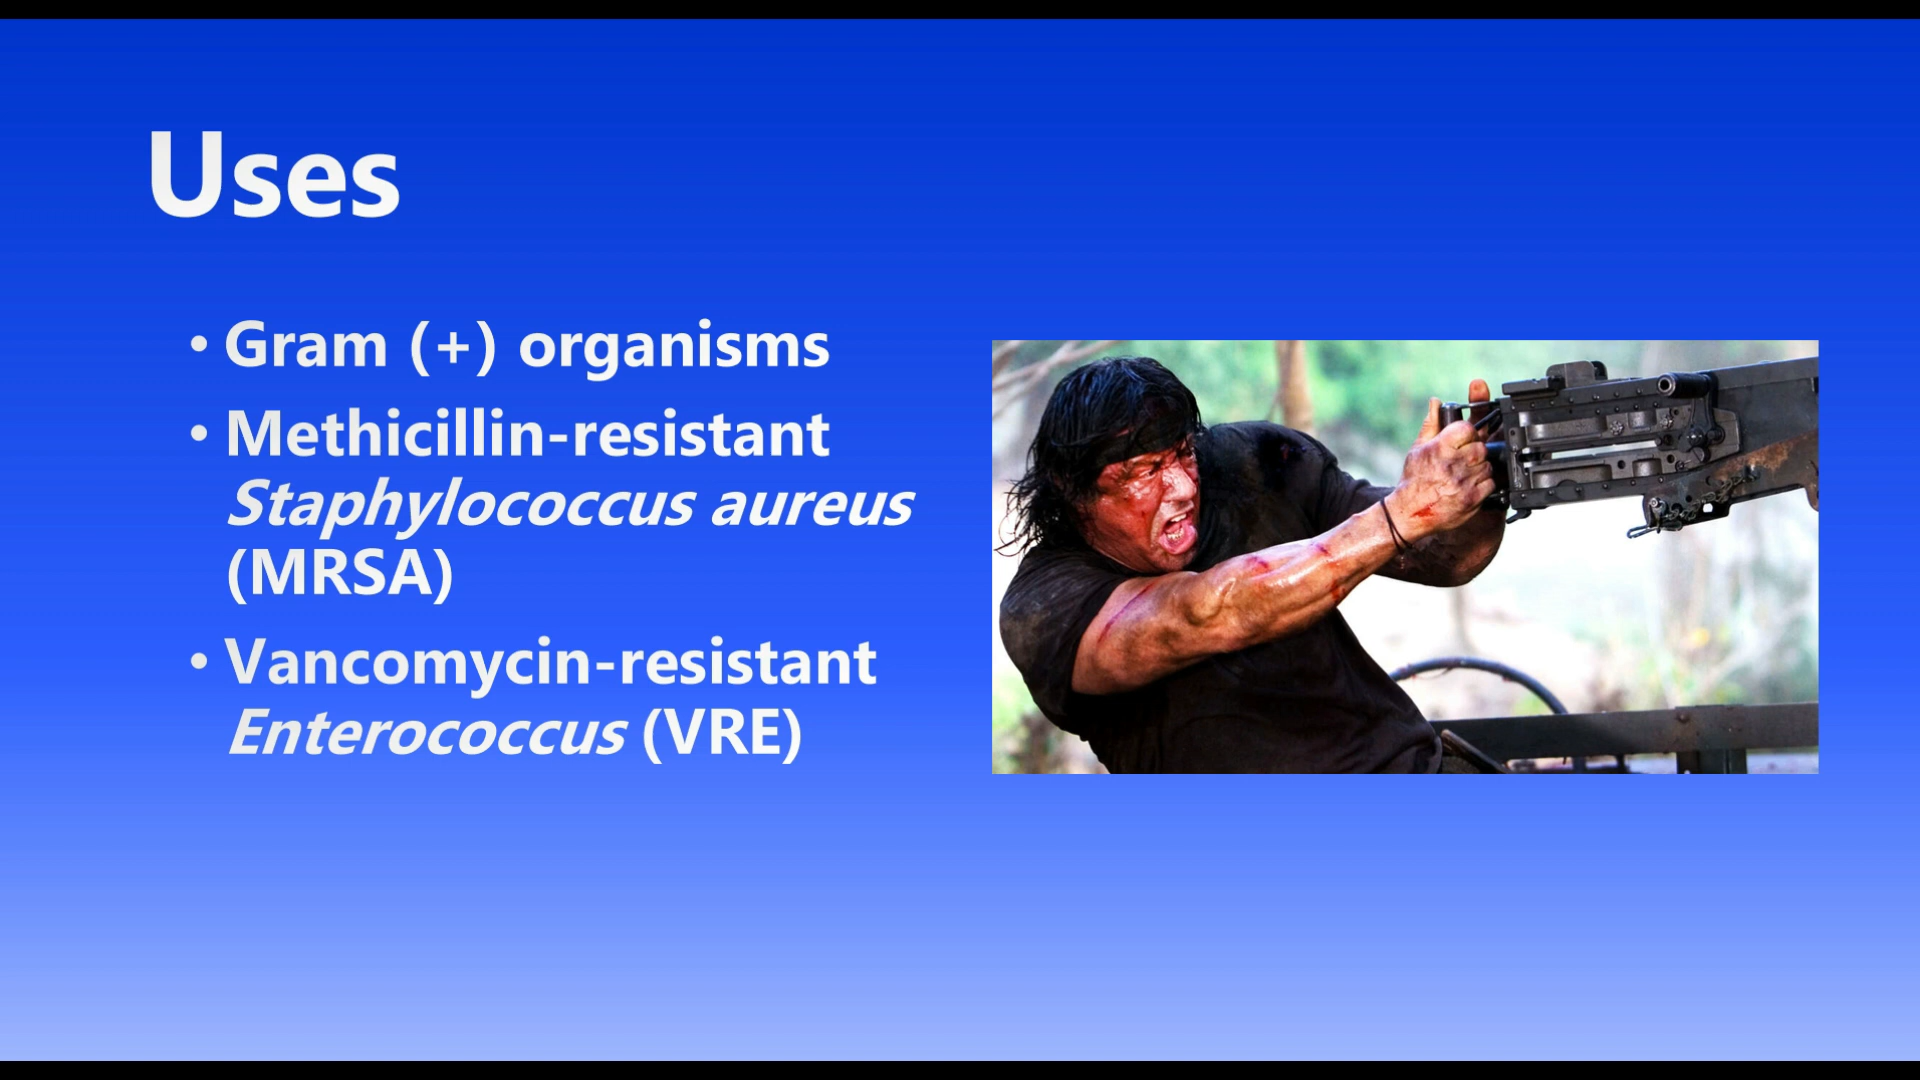 Uses
• Gram (+) organisms
• Methicillin-resistant
Staphylococcus aureus
(MRSA)
• Vancomycin-resistant
Enterococcus (VRE)